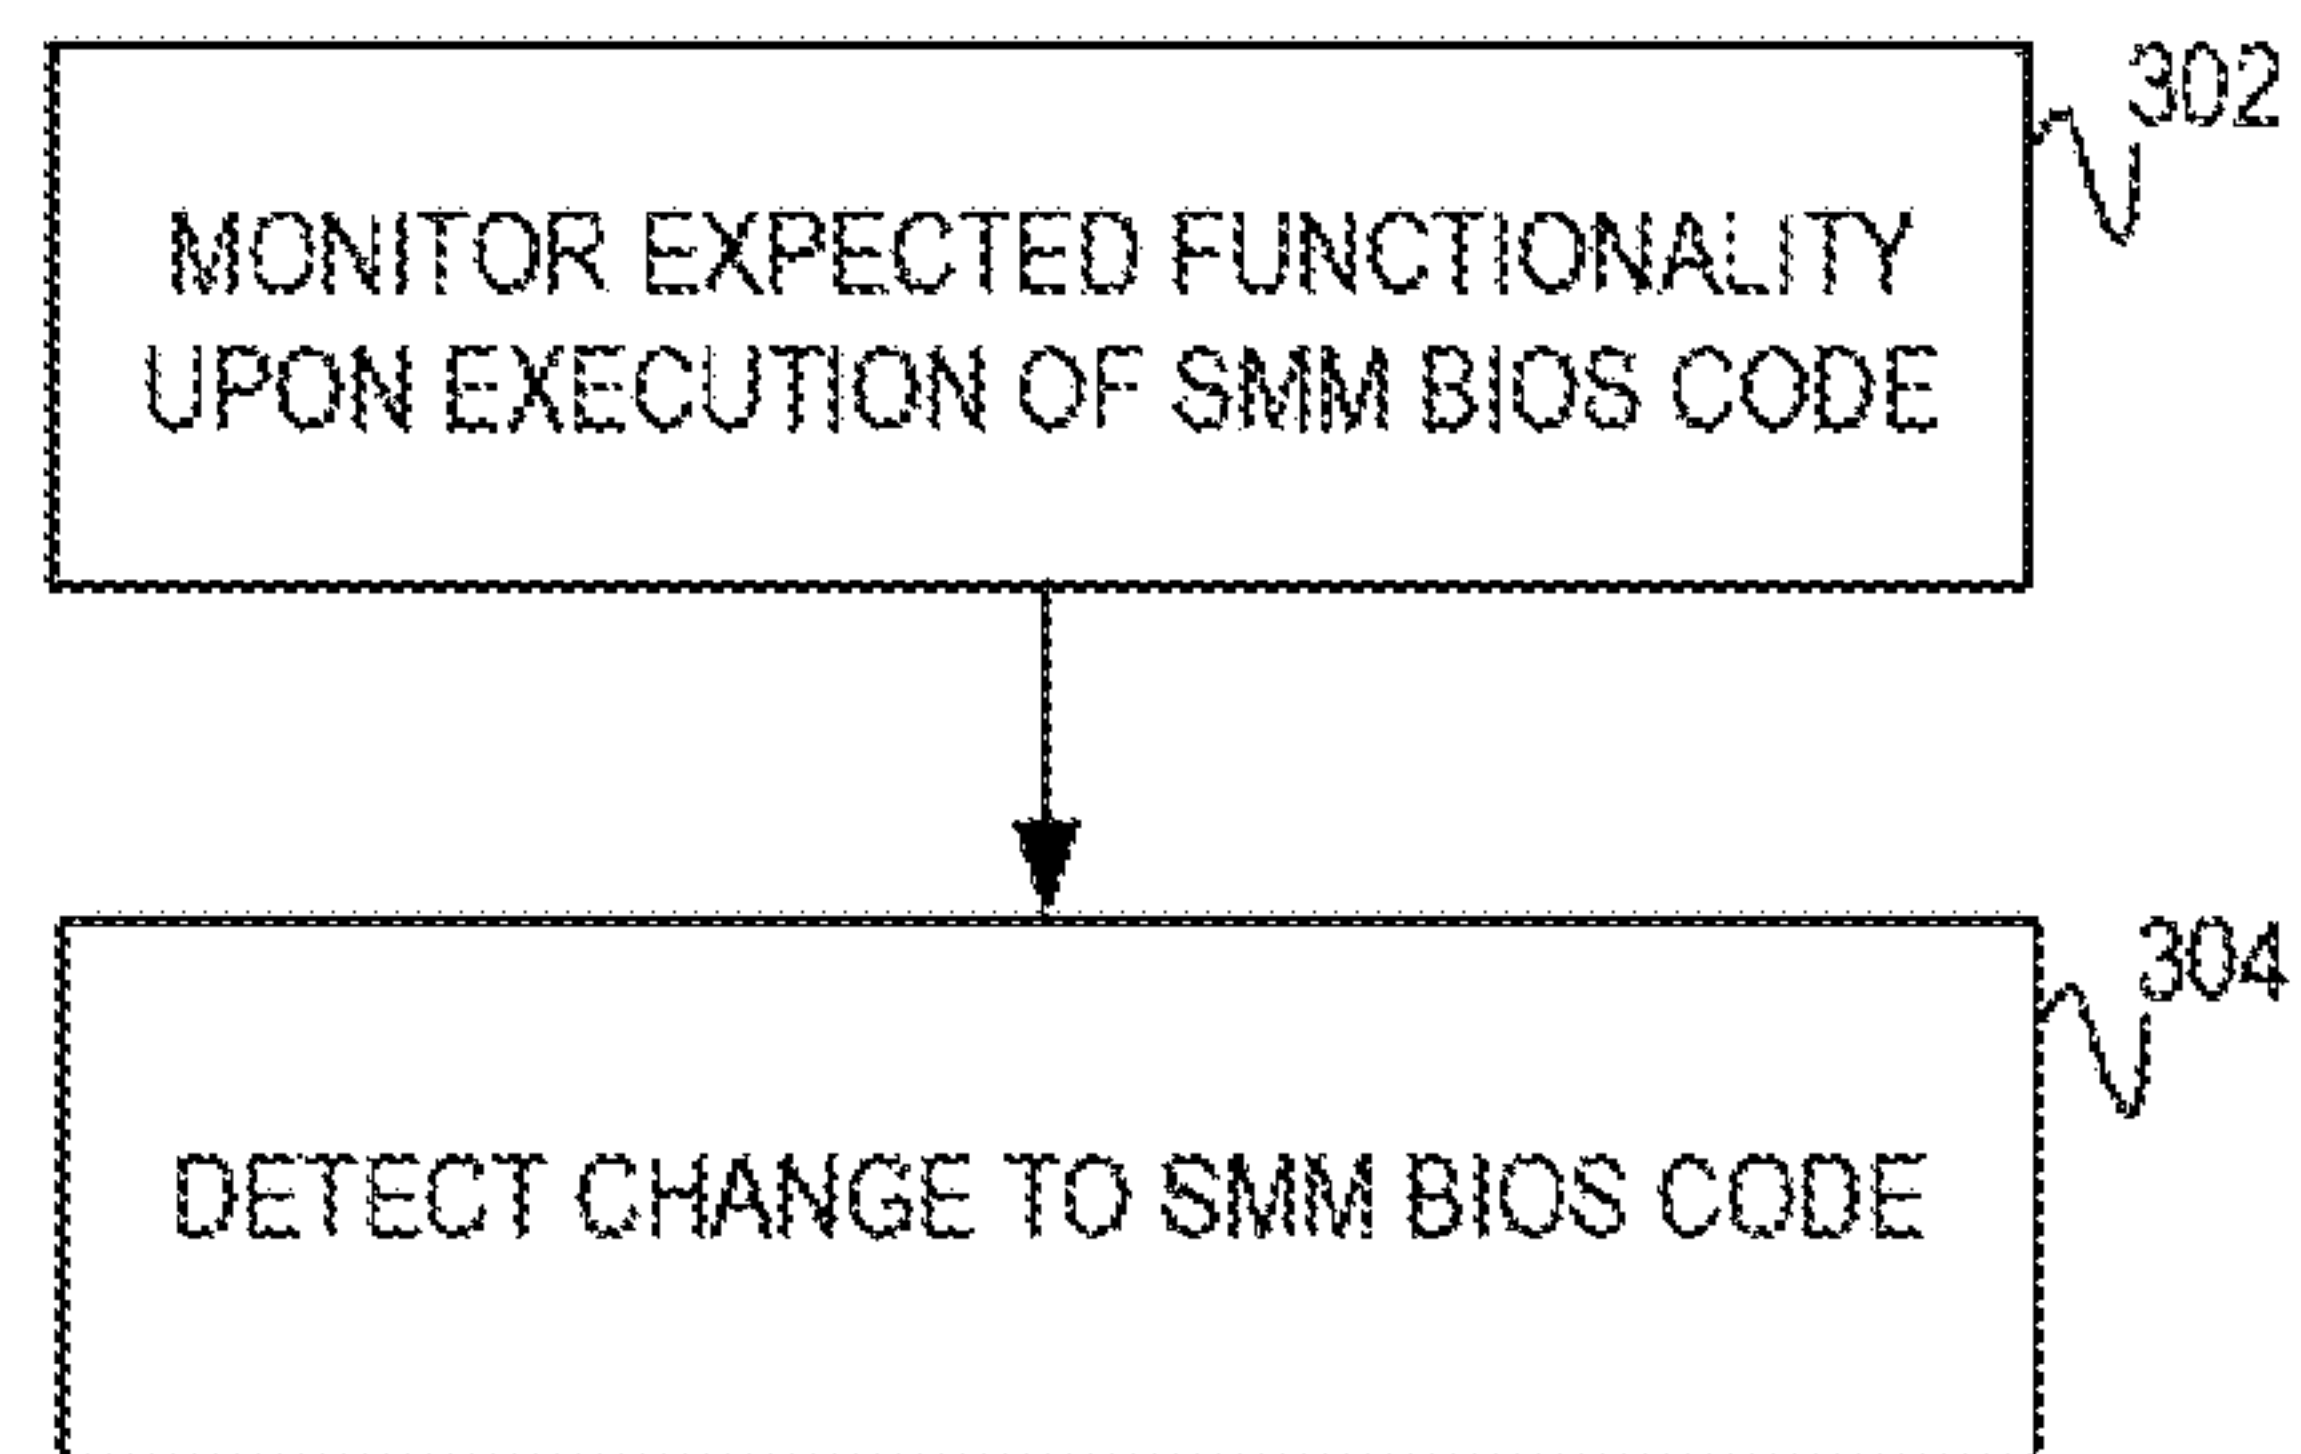 302
MONITOR EXPECTED FUNCTIONALITY
UPON EXECUTION OF SMM BIOS CODE
304
DETECT CHANGE TO SMM BIOS CODE